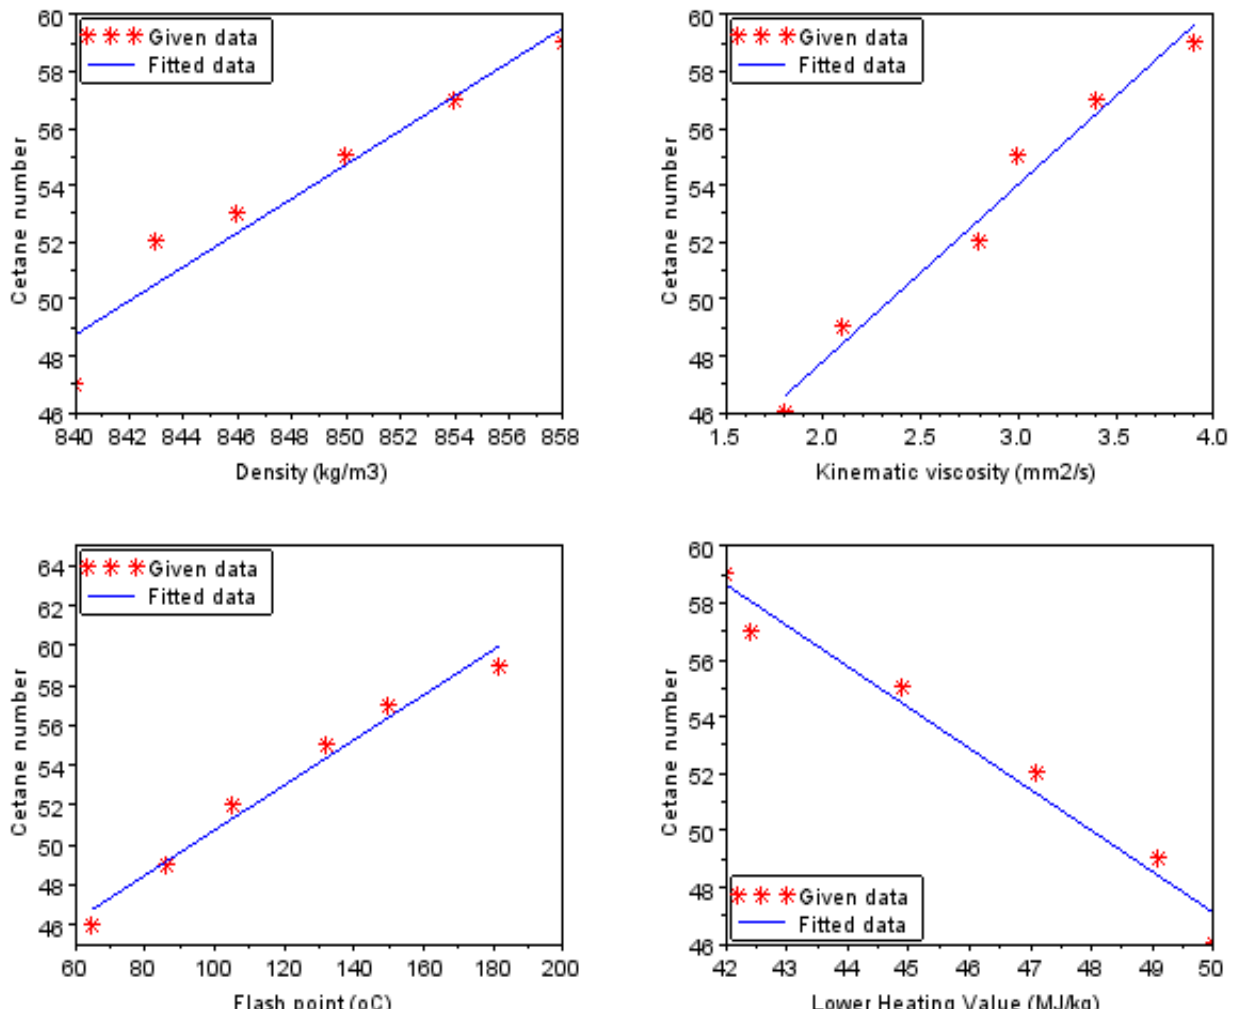 60
58
56
54
52
50
48
46
Cetane number
Given data
Fitted data
840 842 844 846 848 850 852 854 856 858
Density (kg/m3)
60
58
56
54
52
50
48
46
Cetane number
Given data
Fitted data
1.5 2.0 2.5 3.0 3.5 4.0
Kinematic viscosity (mm2/s)
64
62
60
58
56
54
52
50
48
46
Cetane number
Given data
Fitted data
60 80 100 120 140 160 180 200
Flash point (oC)
60
58
56
54
52
50
48
46
Cetane number
Given data
Fitted data
42 43 44 45 46 47 48 49 50
Lower Heating Value (MJ/kg)